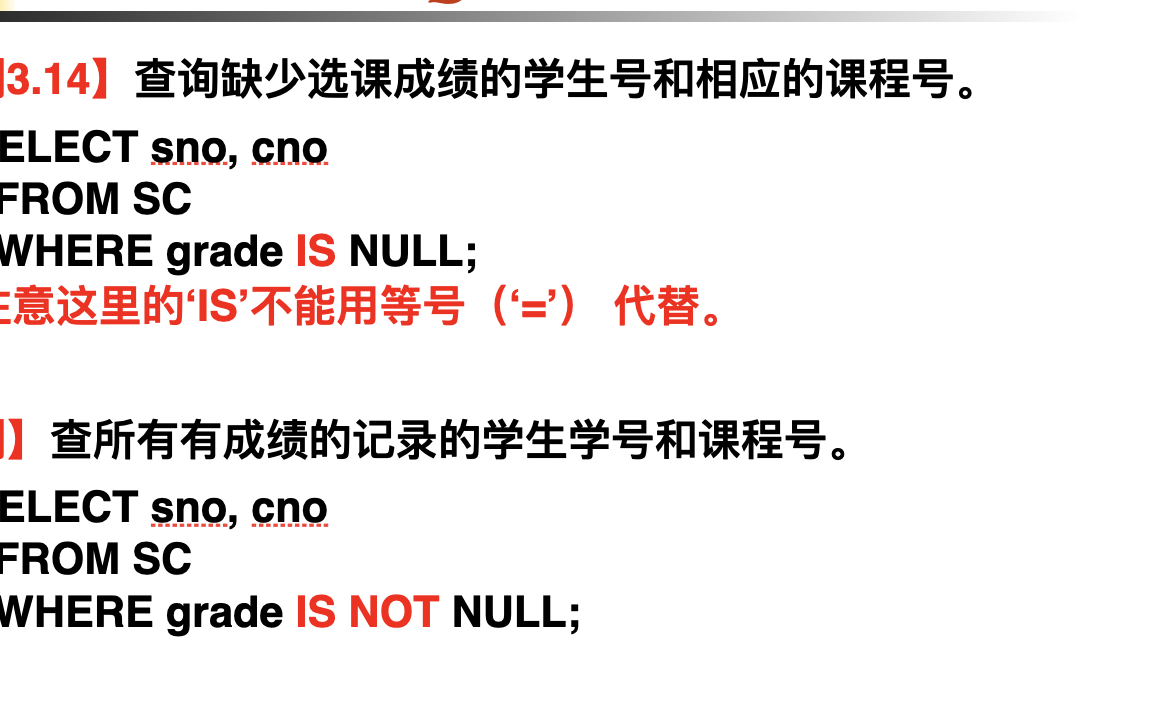 3.14】查询缺少选课成绩的学生号和相应的课程号。
ELECT sno, cno
FROM SC
WHERE grade IS NULL;
意这里的‘IS’不能用等号（‘=’） 代替。
】查所有有成绩的记录的学生学号和课程号。
ELECT sno, cno
FROM SC
WHERE grade IS NOT NULL;